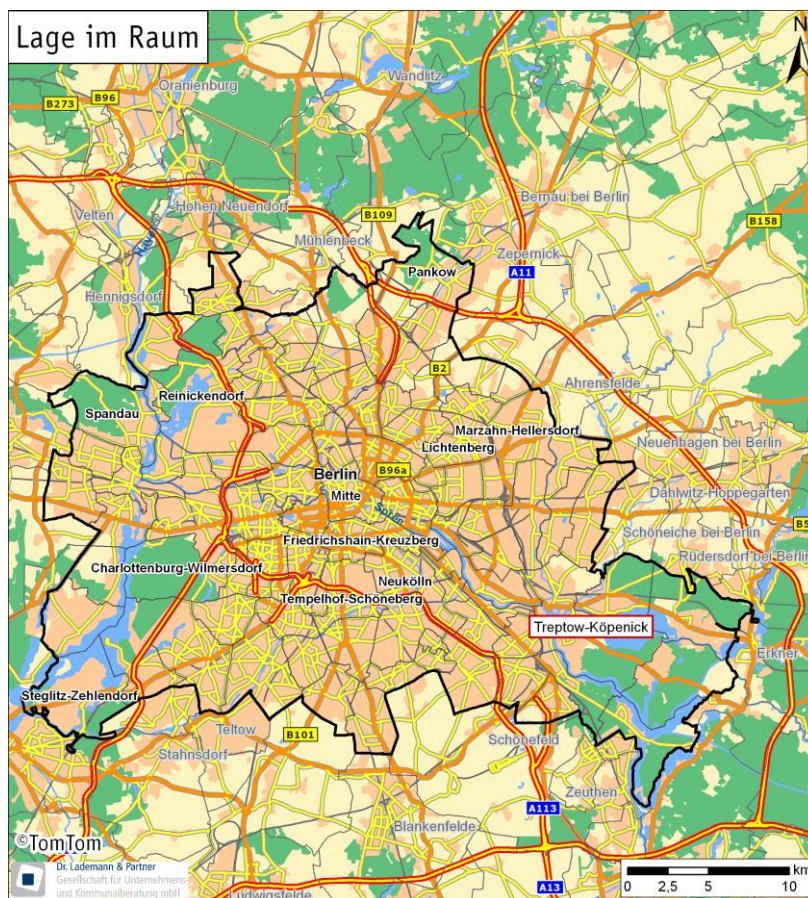 Lage im Raum
N
Oranienburg
Wandlitz
B96
B273
Velten
Hohen Neuendorf
B109
Bernau bei Berlin
B158
Mühlenbeck
Zepernick
Pankow
A11
Hennigsdorf
B2
Ahrensfelde
Spandau
Reinickendorf
Marzahn-Hellersdorf
Lichtenberg
Neuenhagen bei Berlin
Berlin
B96a
Mitte
Dahlwitz-Hoppegarten
Spree
B5
Schöneiche bei Berlin
Friedrichshain-Kreuzberg
Rüdersdorf bei Berlin
Charlottenburg-Wilmersdorf
Neukölln
Tempelhof-Schöneberg
Treptow-Köpenick
Erkner
Steglitz-Zehlendorf
Teltow
B101
Stahnsdorf
Schönefeld
Zeuthen
A113
Blankenfelde
©TomTom
Dr. Lademann & Partner
Gesellschaft für Unternehmens-
und Kommunalberatung mbH
Ludwigsfelde
A13
km
0 2,5 5 10